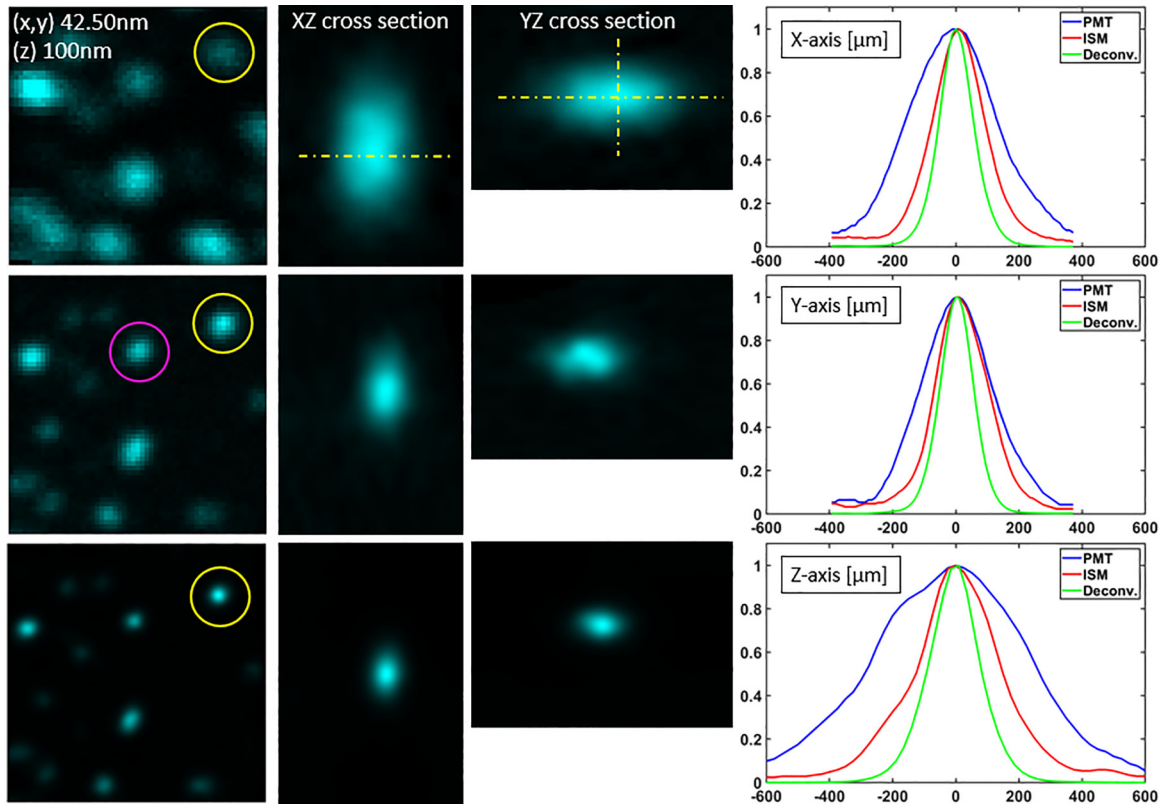 (x,y) 42.50nm
(z) 100nm
XZ cross section
YZ cross section
X-axis [µm]
PMT
ISM
Deconv.
1
0.8
0.6
0.4
0.2
0
-600 -400 -200 0 200 400 600
Y-axis [µm]
PMT
ISM
Deconv.
1
0.8
0.6
0.4
0.2
0
-600 -400 -200 0 200 400 600
Z-axis [µm]
PMT
ISM
Deconv.
1
0.8
0.6
0.4
0.2
0
-600 -400 -200 0 200 400 600